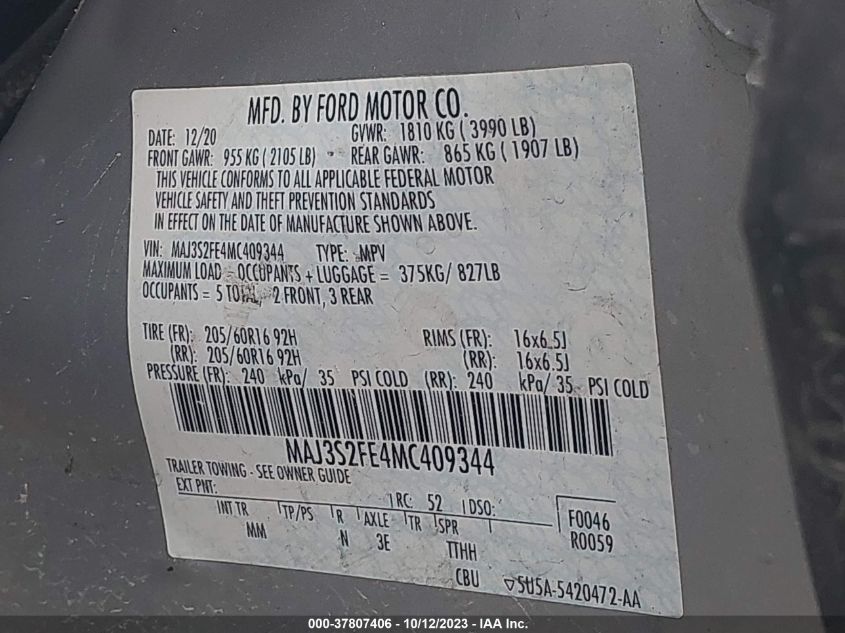 MFD. BY FORD MOTOR CO.
DATE: 12/20 GVWR: 1810 KG ( 3990 LB)
FRONT GAWR: 955 KG ( 2105 LB) REAR GAWR: 865 KG ( 1907 LB)
THIS VEHICLE CONFORMS TO ALL APPLICABLE FEDERAL MOTOR
VEHICLE SAFETY AND THEFT PREVENTION STANDARDS
IN EFFECT ON THE DATE OF MANUFACTURE SHOWN ABOVE.
VIN: MAJ3S2FE4MC409344 TYPE: MPV
MAXIMUM LOAD - OCCUPANTS + LUGGAGE = 375KG/ 827LB
OCCUPANTS = 5 TOTAL, 2 FRONT, 3 REAR
TIRE (FR): 205/60R16 92H RIMS (FR): 16x6.5J
(RR): 205/60R16 92H (RR): 16x6.5J
PRESSURE (FR): 240 kPa/ 35 PSI COLD (RR): 240 kPa/ 35 PSI COLD
MAJ3S2FE4MC409344
TRAILER TOWING - SEE OWNER GUIDE
EXT PNT: RC: 52 DSO:
INT TR TP/PS R AXLE TR SPR F0046
MM N 3E TTHH R0059
CBU 5U5A-5420472-AA
000-37807406 - 10/12/2023 - IAA Inc.